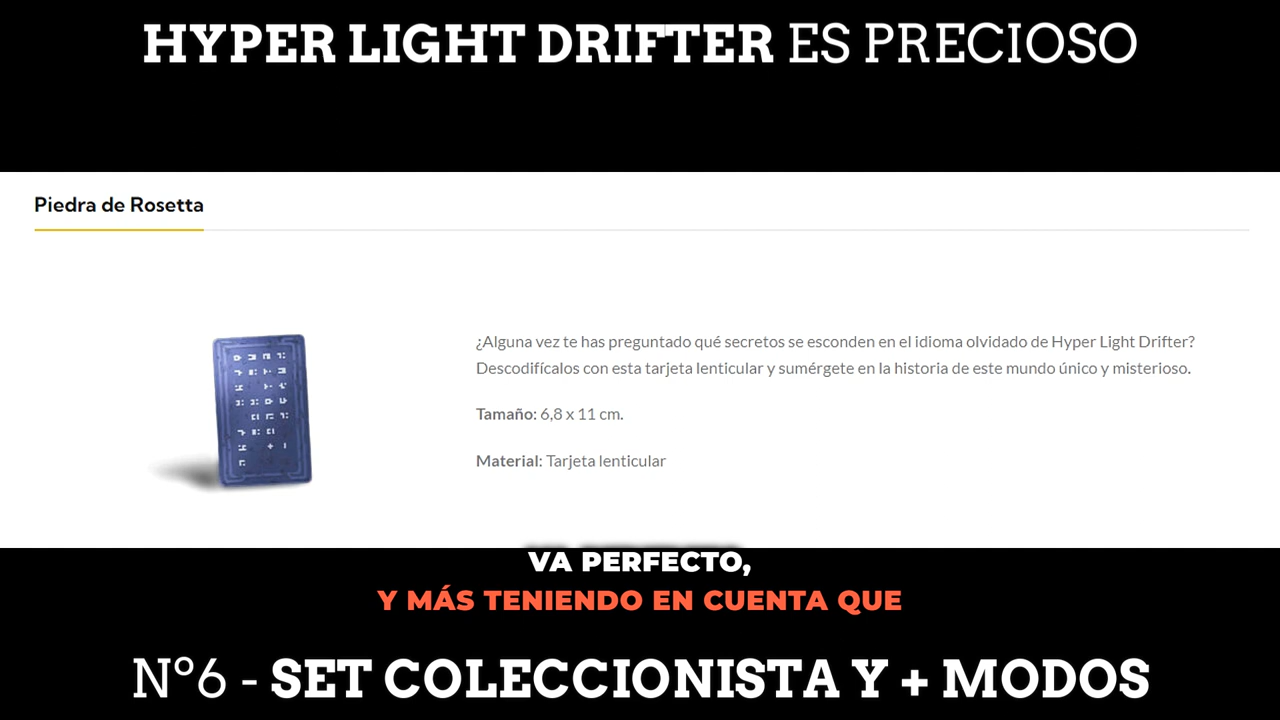 HYPER LIGHT DRIFTER ES PRECIOSO
Piedra de Rosetta
¿Alguna vez te has preguntado qué secretos se esconden en el idioma olvidado de Hyper Light Drifter?
Descodifícalos con esta tarjeta lenticular y sumérgete en la historia de este mundo único y misterioso.
Tamaño: 6,8 x 11 cm.
Material: Tarjeta lenticular
VA PERFECTO,
Y MÁS TENIENDO EN CUENTA QUE
Nº6 - SET COLECCIONISTA Y + MODOS